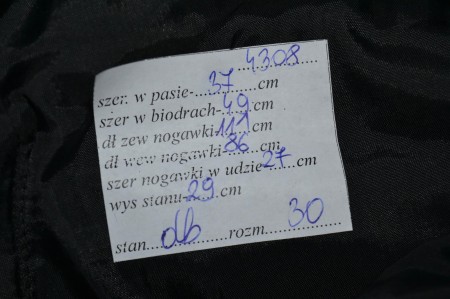 4308
szer. w pasie-...37...cm
szer w biodrach-49.cm
dł zew nogawki-111.cm
dł wew nogawki-.86....cm
szer nogawki w udzie-27...cm
wys stanu-.29..cm
stan...db...rozm...30...